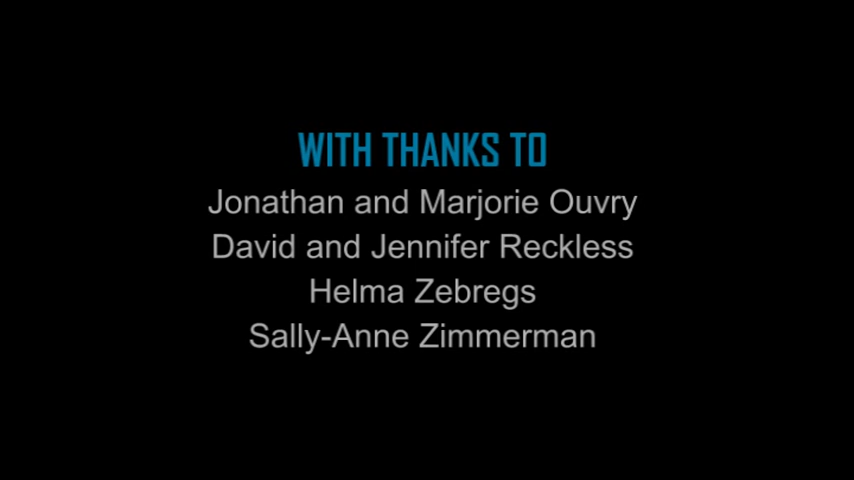 WITH THANKS TO
Jonathan and Marjorie Ouvry
David and Jennifer Reckless
Helma Zebregs
Sally-Anne Zimmerman